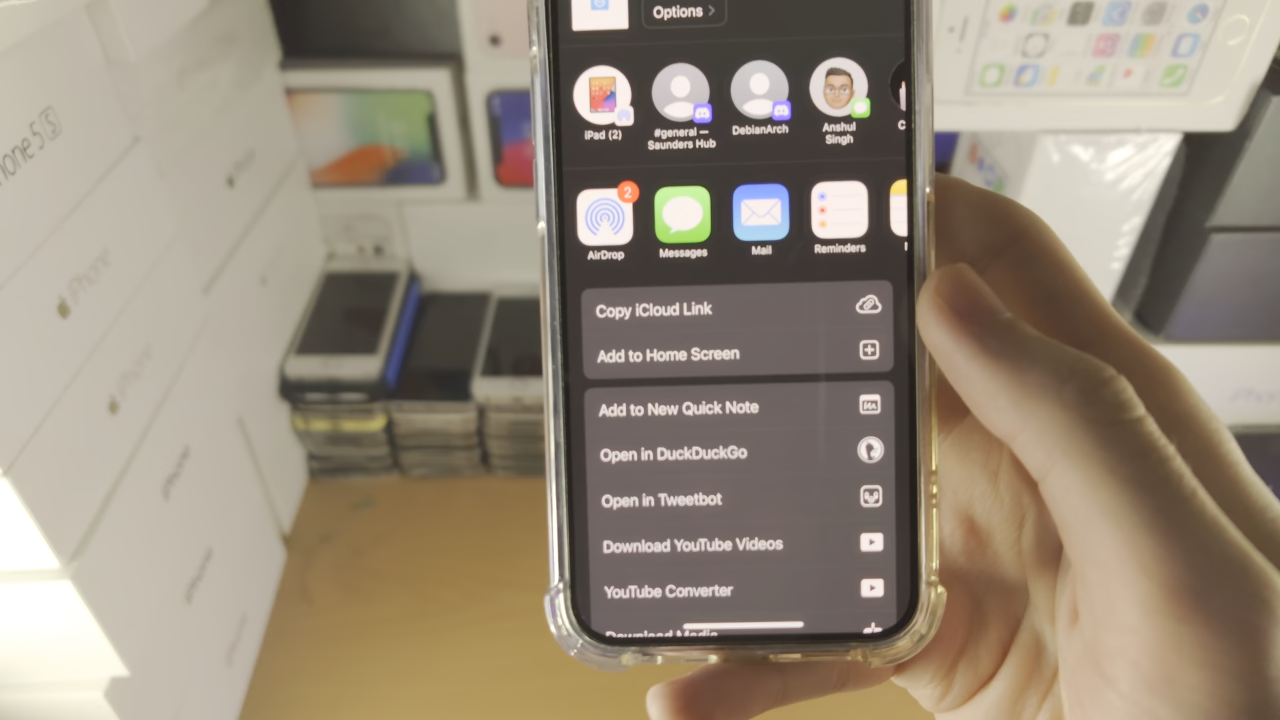 Options >
iPad (2)
#general —
Saunders Hub
DebianArch
Anshul
Singh
C
2
AirDrop
Messages
Mail
Reminders
Copy iCloud Link
Add to Home Screen
Add to New Quick Note
Open in DuckDuckGo
Open in Tweetbot
Download YouTube Videos
YouTube Converter
Download Media
iPhone
iPhone
iPhone